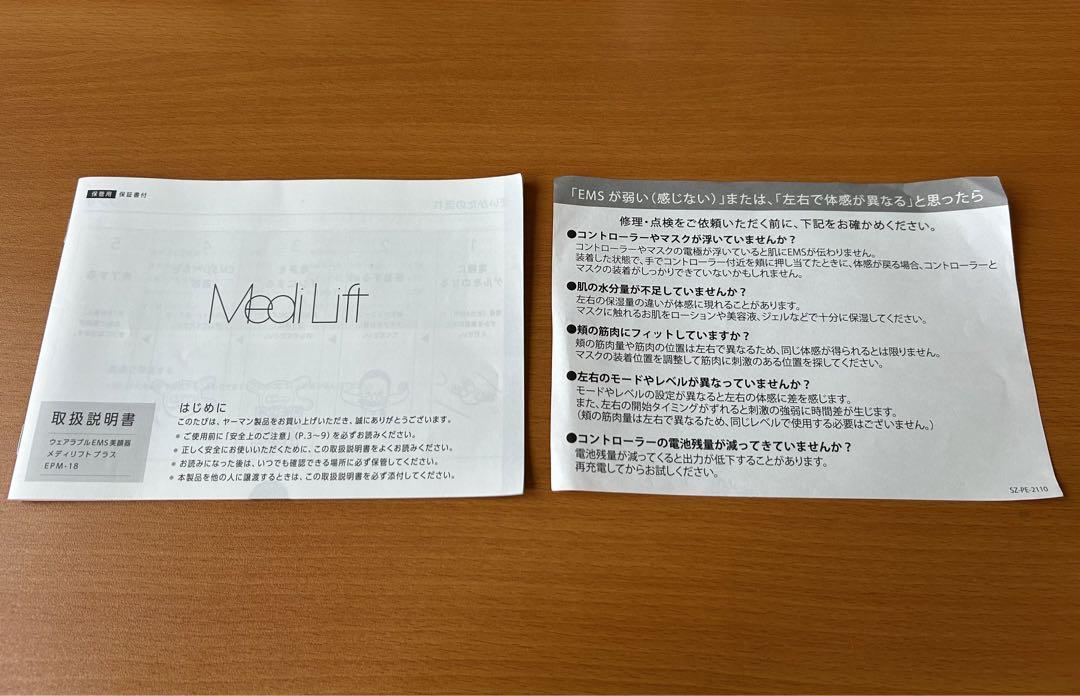 保管用 保証書付
Medi Lift
取扱説明書
ウェアラブルEMS美顔器
メディリフト プラス
EPM-18
はじめに
このたびは、ヤーマン製品をお買い上げいただき、誠にありがとうございます。
● ご使用前に「安全上のご注意」(P.3〜9)を必ずお読みください。
● 正しく安全にお使いいただくために、この取扱説明書をよくお読みください。
● お読みになった後は、いつでも確認できる場所に必ず保管してください。
● 本製品を他の人に譲渡するときは、この取扱説明書を必ず添付してください。
「EMSが弱い(感じない)」または、「左右で体感が異なる」と思ったら
修理・点検をご依頼いただく前に、下記をお確かめください。
●コントローラーやマスクが浮いていませんか？
コントローラーやマスクの電極が浮いていると肌にEMSが伝わりません。
装着した状態で、手でコントローラー付近を頬に押し当てたときに、体感が戻る場合、コントローラーと
マスクの装着がしっかりできていないかもしれません。
●肌の水分量が不足していませんか？
左右の保湿量の違いが体感に現れることがあります。
マスクに触れるお肌をローションや美容液、ジェルなどで十分に保湿してください。
●頬の筋肉にフィットしていますか？
頬の筋肉量や筋肉の位置は左右で異なるため、同じ体感が得られるとは限りません。
マスクの装着位置を調整して筋肉に刺激のある位置を探してください。
●左右のモードやレベルが異なっていませんか？
モードやレベルの設定が異なると左右の体感に差を感じます。
また、左右の開始タイミングがずれると刺激の強弱に時間差が生じます。
(頬の筋肉量は左右で異なるため、同じレベルで使用する必要はございません。)
●コントローラーの電池残量が減ってきていませんか？
電池残量が減ってくると出力が低下することがあります。
再充電してからお試しください。
SZ-PE-2110